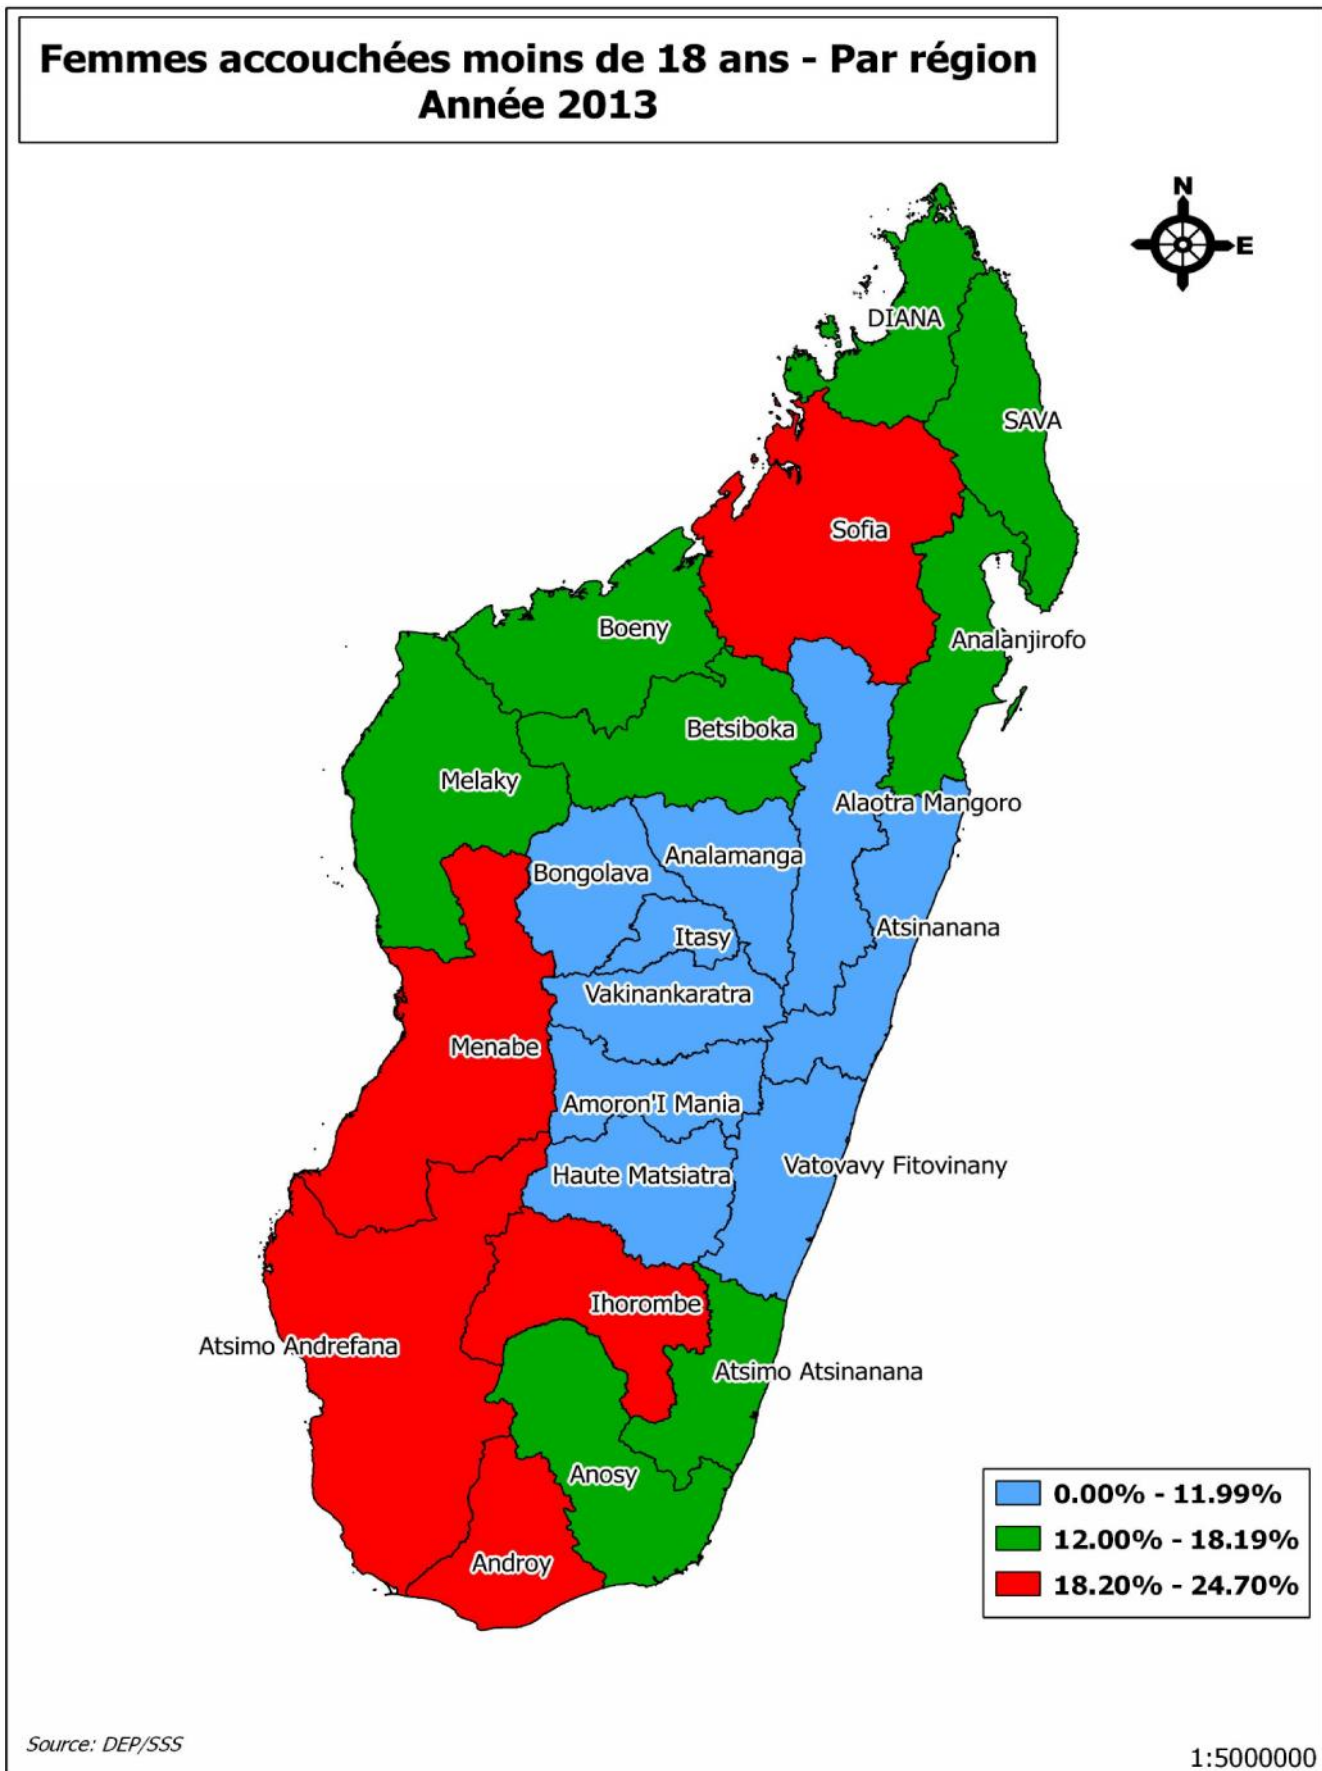 Femmes accouchées moins de 18 ans - Par région
Année 2013
N
E
DIANA
SAVA
Sofia
Boeny
Analanjirofo
Betsiboka
Melaky
Alaotra Mangoro
Analamanga
Bongolava
Atsinanana
Itasy
Vakinankaratra
Menabe
Amoron'I Mania
Vatovavy Fitovinany
Haute Matsiatra
Ihorombe
Atsimo Andrefana
Atsimo Atsinanana
Anosy
Androy
0.00% - 11.99%
12.00% - 18.19%
18.20% - 24.70%
Source: DEP/SSS
1:5000000